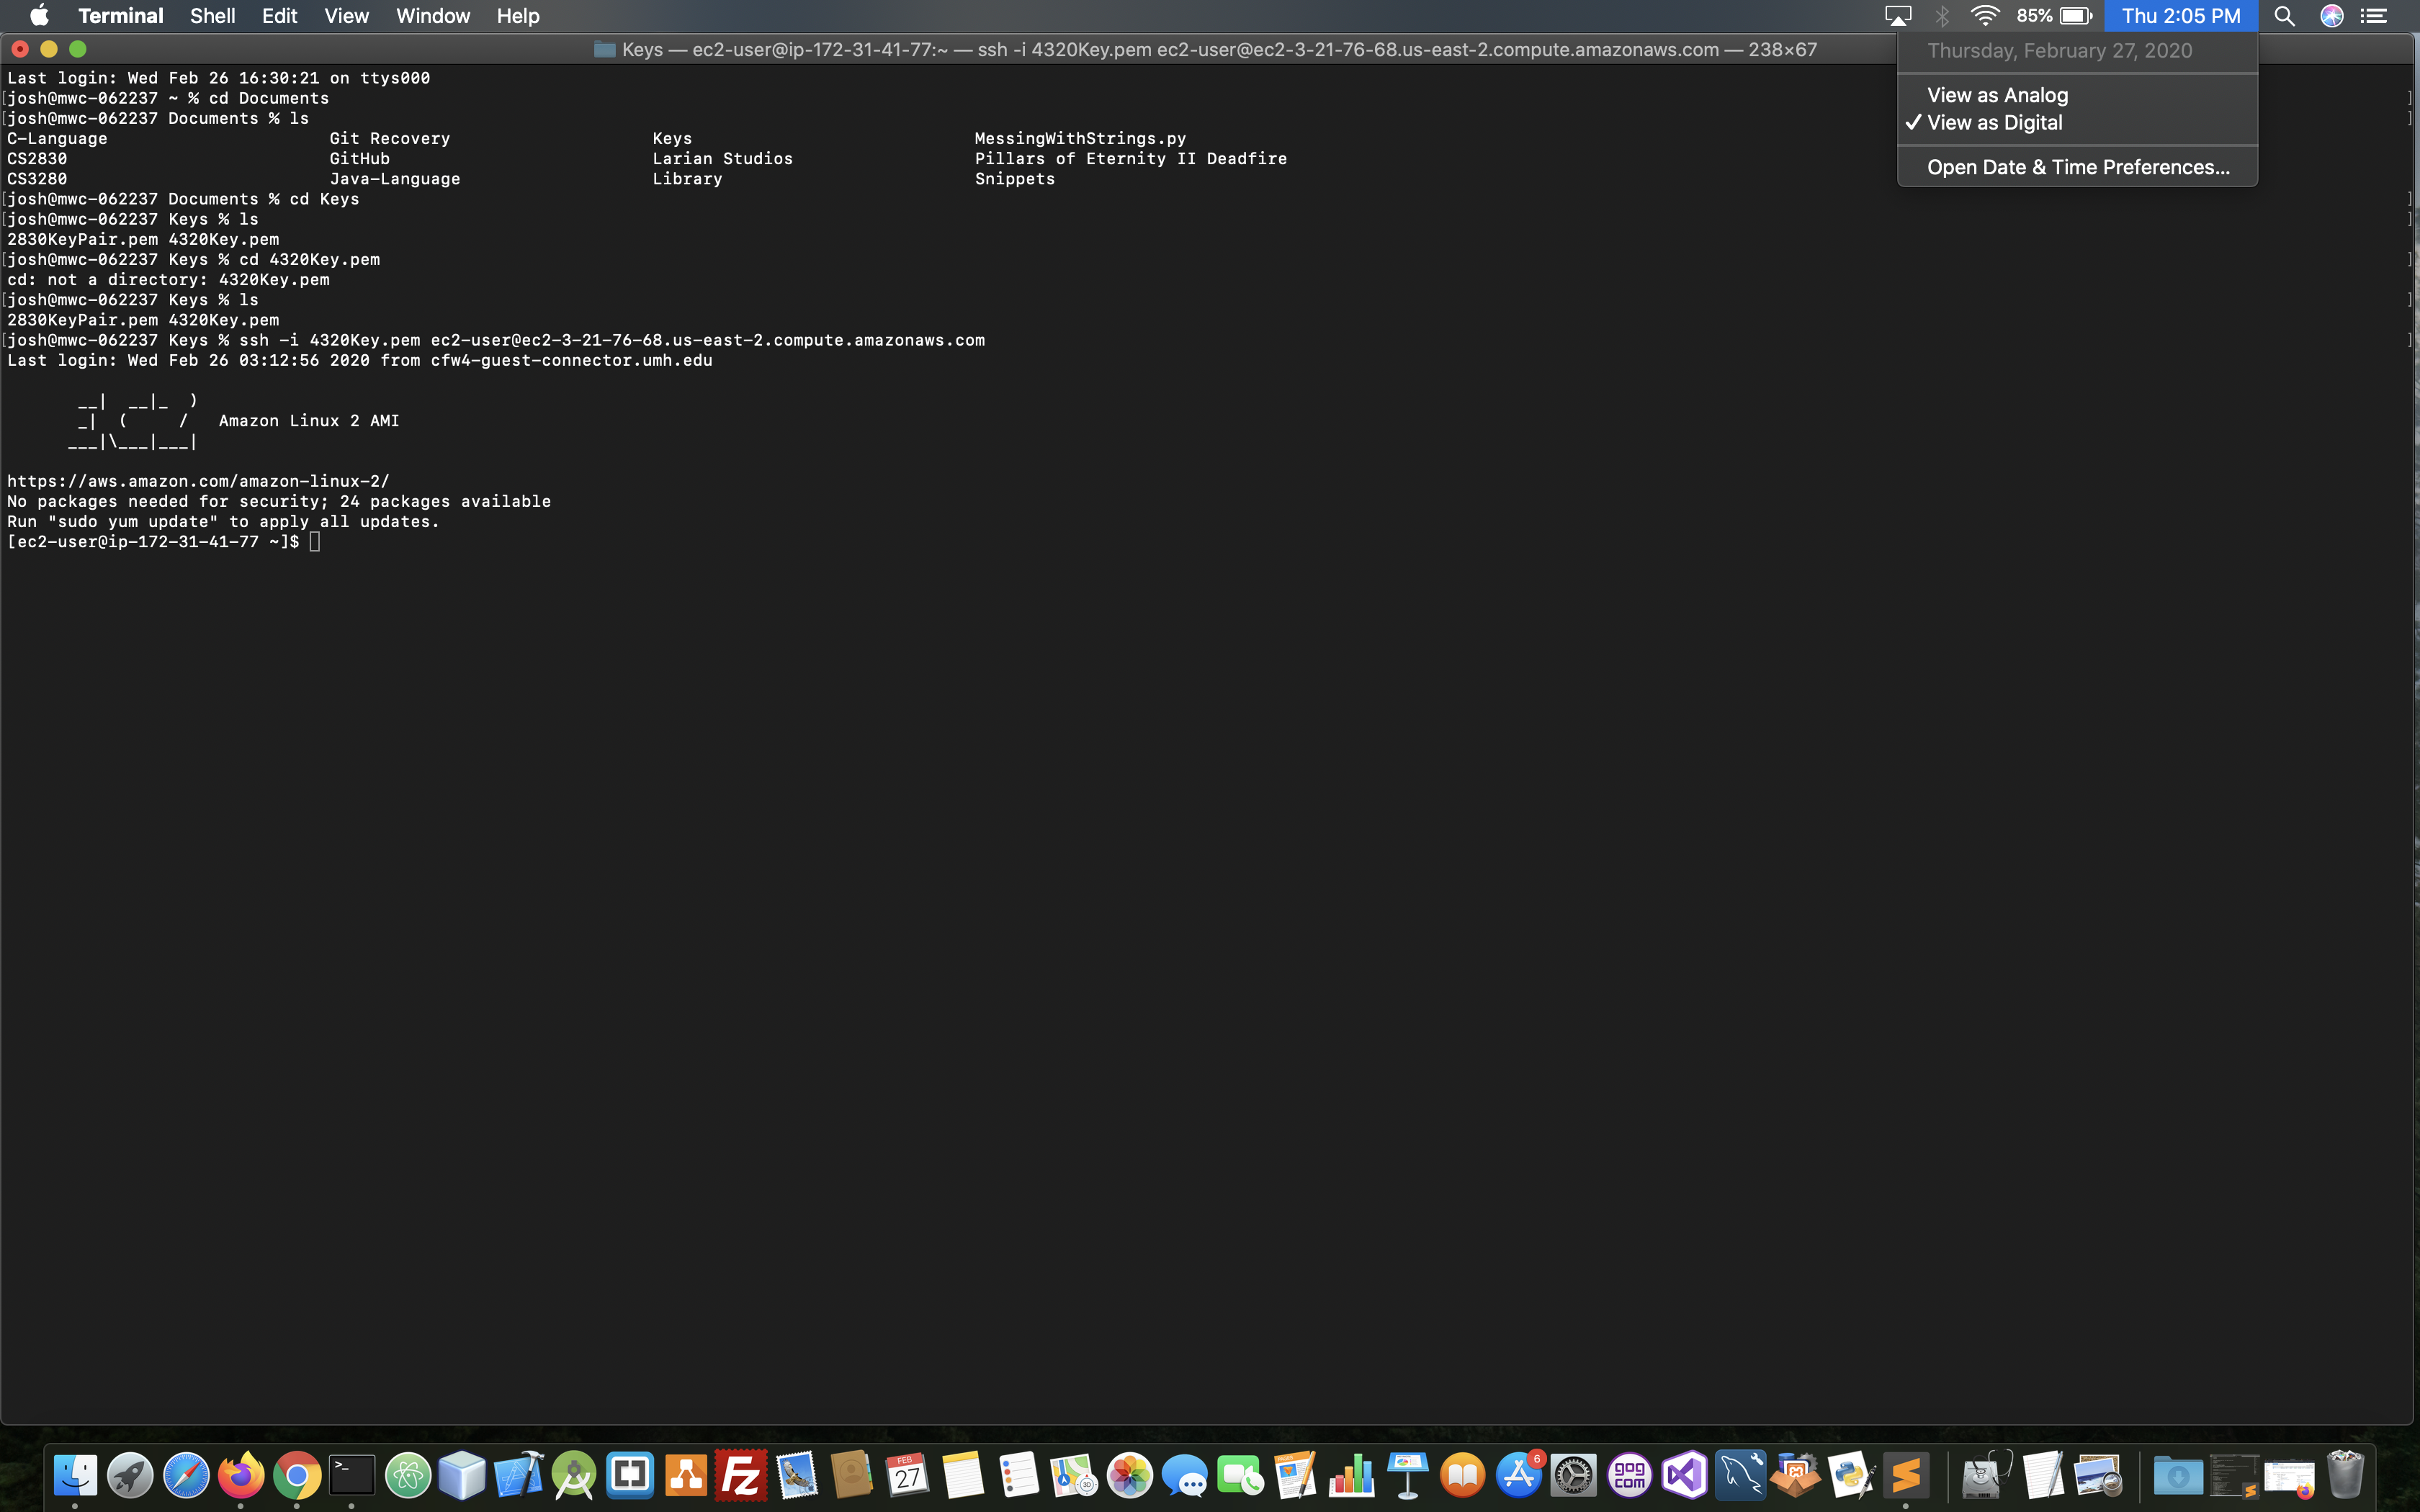 Terminal Shell Edit View Window Help 85% Thu 2:05 PM
Keys — ec2-user@ip-172-31-41-77:~ — ssh -i 4320Key.pem ec2-user@ec2-3-21-76-68.us-east-2.compute.amazonaws.com — 238×67
Thursday, February 27, 2020
View as Analog
✓ View as Digital
Open Date & Time Preferences...
Last login: Wed Feb 26 16:30:21 on ttys000
[josh@mwc-062237 ~ % cd Documents ]
[josh@mwc-062237 Documents % ls ]
C-Language Git Recovery Keys MessingWithStrings.py
CS2830 GitHub Larian Studios Pillars of Eternity II Deadfire
CS3280 Java-Language Library Snippets
[josh@mwc-062237 Documents % cd Keys ]
[josh@mwc-062237 Keys % ls ]
2830KeyPair.pem 4320Key.pem
[josh@mwc-062237 Keys % cd 4320Key.pem ]
cd: not a directory: 4320Key.pem
[josh@mwc-062237 Keys % ls ]
2830KeyPair.pem 4320Key.pem
[josh@mwc-062237 Keys % ssh -i 4320Key.pem ec2-user@ec2-3-21-76-68.us-east-2.compute.amazonaws.com ]
Last login: Wed Feb 26 03:12:56 2020 from cfw4-guest-connector.umh.edu
__| __|_ )
_| ( / Amazon Linux 2 AMI
___|\___|___|
https://aws.amazon.com/amazon-linux-2/
No packages needed for security; 24 packages available
Run "sudo yum update" to apply all updates.
[ec2-user@ip-172-31-41-77 ~]$
>_ Fz FEB 27 3D 6 GOG COM